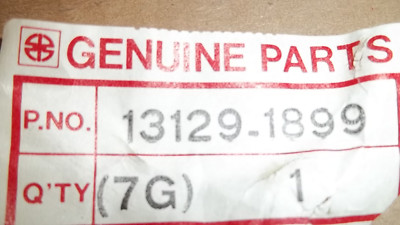 GENUINE PARTS
P.NO. 13129-1899
Q'TY (7G) 1